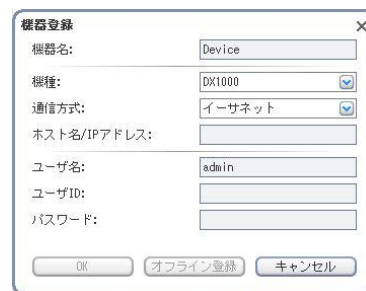 機器登録
機器名: Device
機種: DX1000
通信方式: イーサネット
ホスト名/IPアドレス:
ユーザ名: admin
ユーザID:
パスワード:
OK オフライン登録 キャンセル